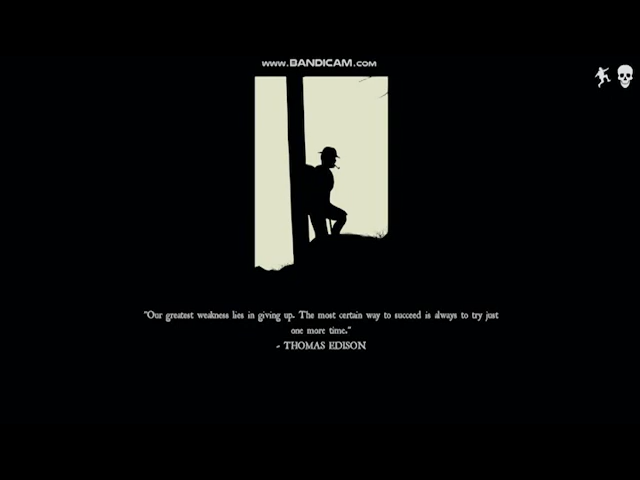 www.BANDICAM.com
"Our greatest weakness lies in giving up. The most certain way to succeed is always to try just
one more time."
- THOMAS EDISON